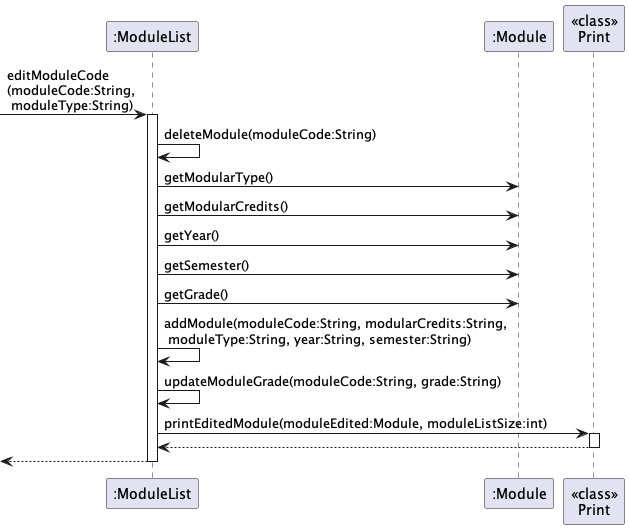 «class»
:ModuleList
:Module
Print
editModuleCode
(moduleCode:String,
moduleType:String)
deleteModule(moduleCode:String)
getModularType()
getModularCredits()
getYear()
getSemester()
getGrade()
addModule(moduleCode:String, modularCredits:String,
moduleType:String, year:String, semester:String)
updateModuleGrade(moduleCode:String, grade:String)
printEditedModule(moduleEdited:Module, moduleListSize:int)
:ModuleList
:Module
«class»
Print